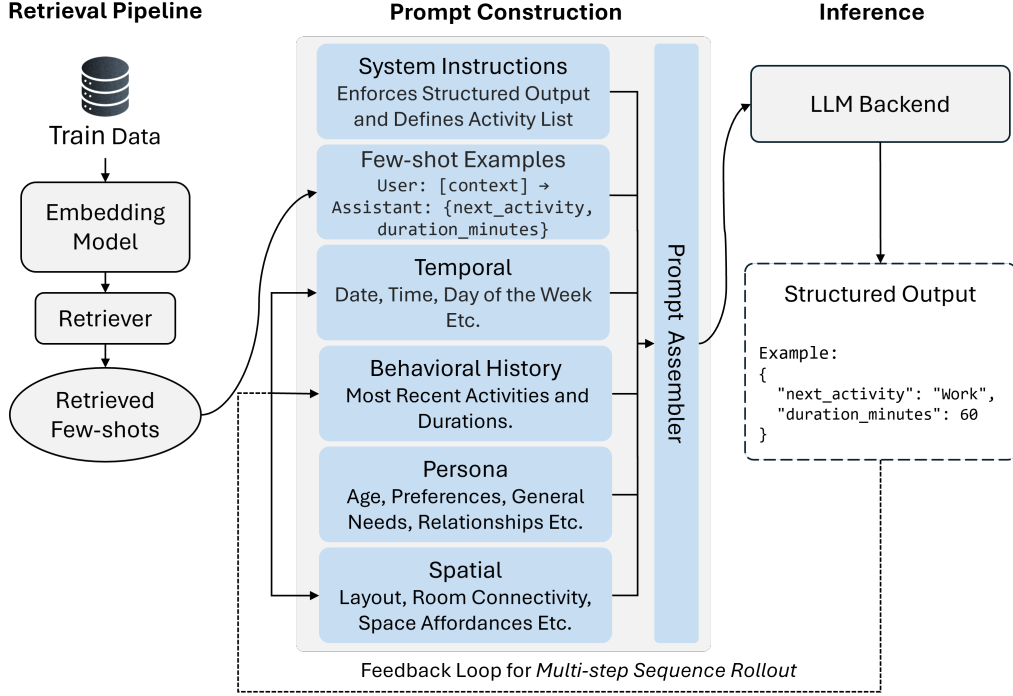 Retrieval Pipeline
Train Data
Embedding
Model
Retriever
Retrieved
Few-shots
Prompt Construction
System Instructions
Enforces Structured Output
and Defines Activity List
Few-shot Examples
User: [context] →
Assistant: {next_activity,
duration_minutes}
Temporal
Date, Time, Day of the Week
Etc.
Behavioral History
Most Recent Activities and
Durations.
Persona
Age, Preferences, General
Needs, Relationships Etc.
Spatial
Layout, Room Connectivity,
Space Affordances Etc.
Prompt Assembler
Inference
LLM Backend
Structured Output
Example:
{
"next_activity": "Work",
"duration_minutes": 60
}
Feedback Loop for Multi-step Sequence Rollout